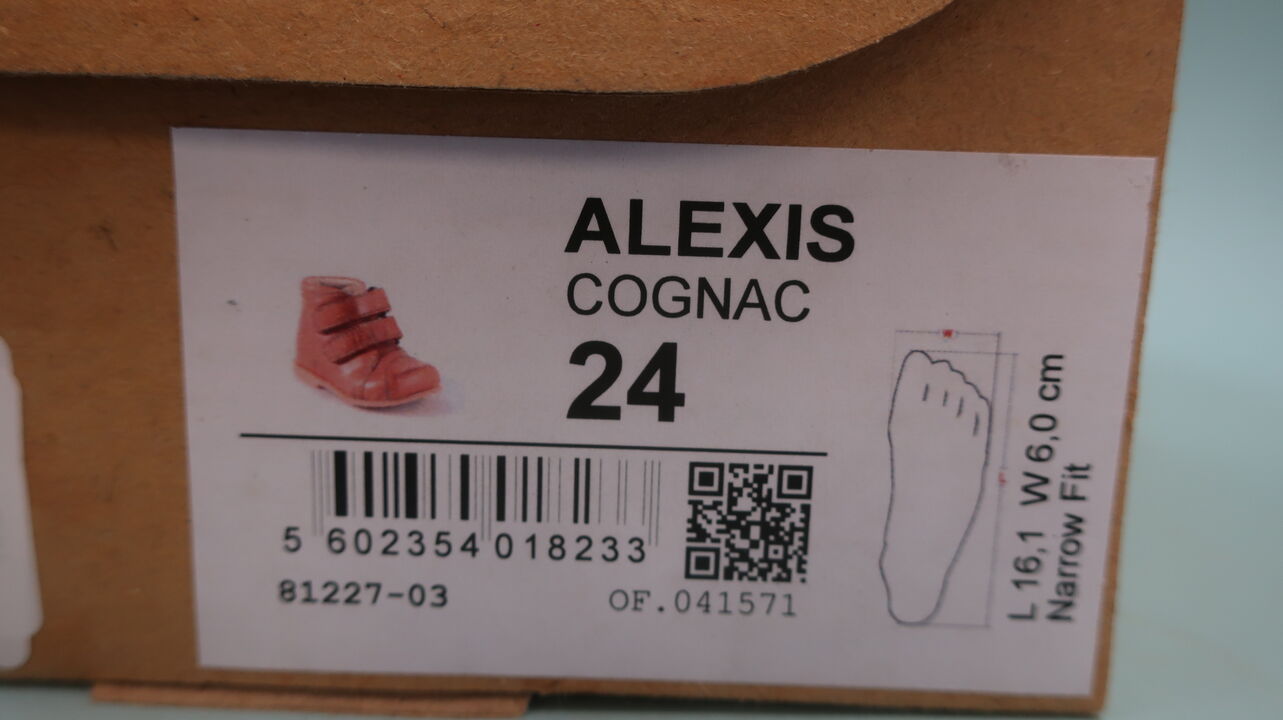 ALEXIS
COGNAC
24
5 602354 018233
81227-03
OF.041571
L 16,1 W 6,0 cm
Narrow Fit